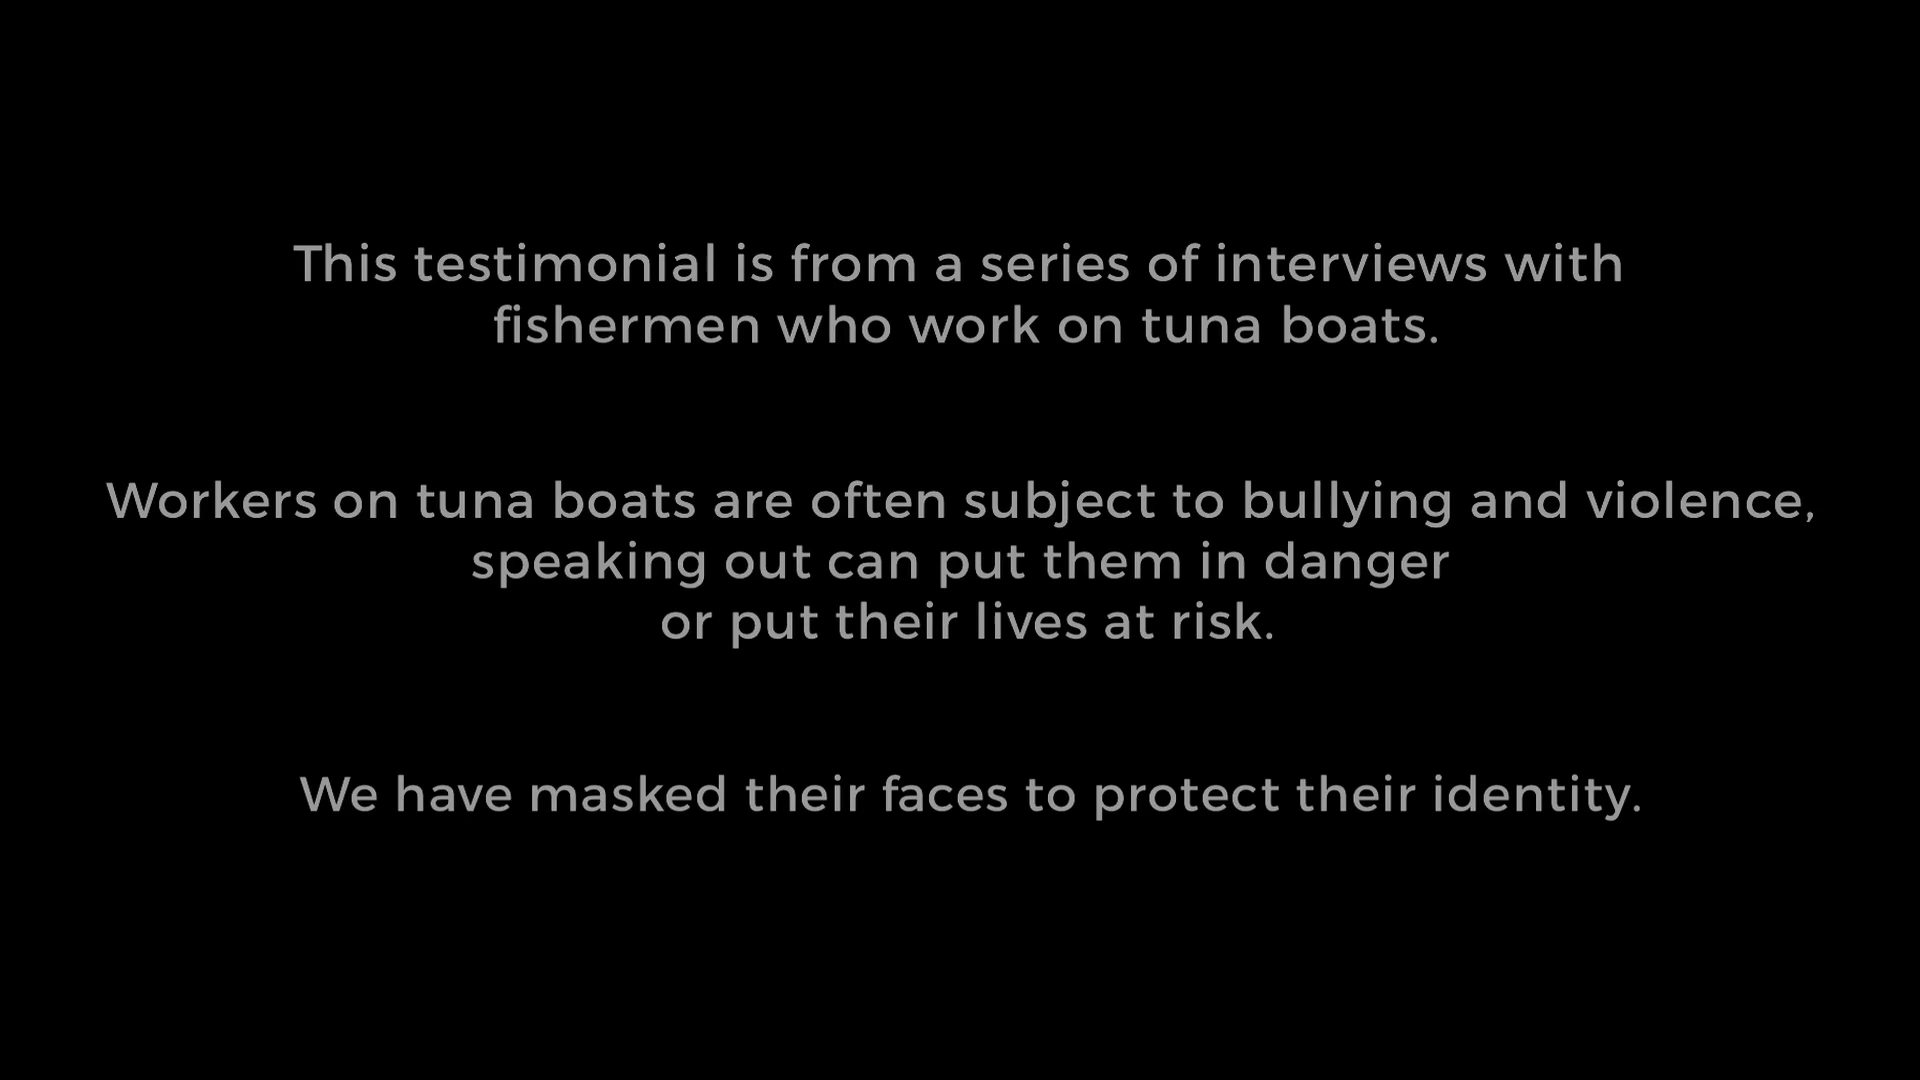 This testimonial is from a series of interviews with
fishermen who work on tuna boats.
Workers on tuna boats are often subject to bullying and violence,
speaking out can put them in danger
or put their lives at risk.
We have masked their faces to protect their identity.